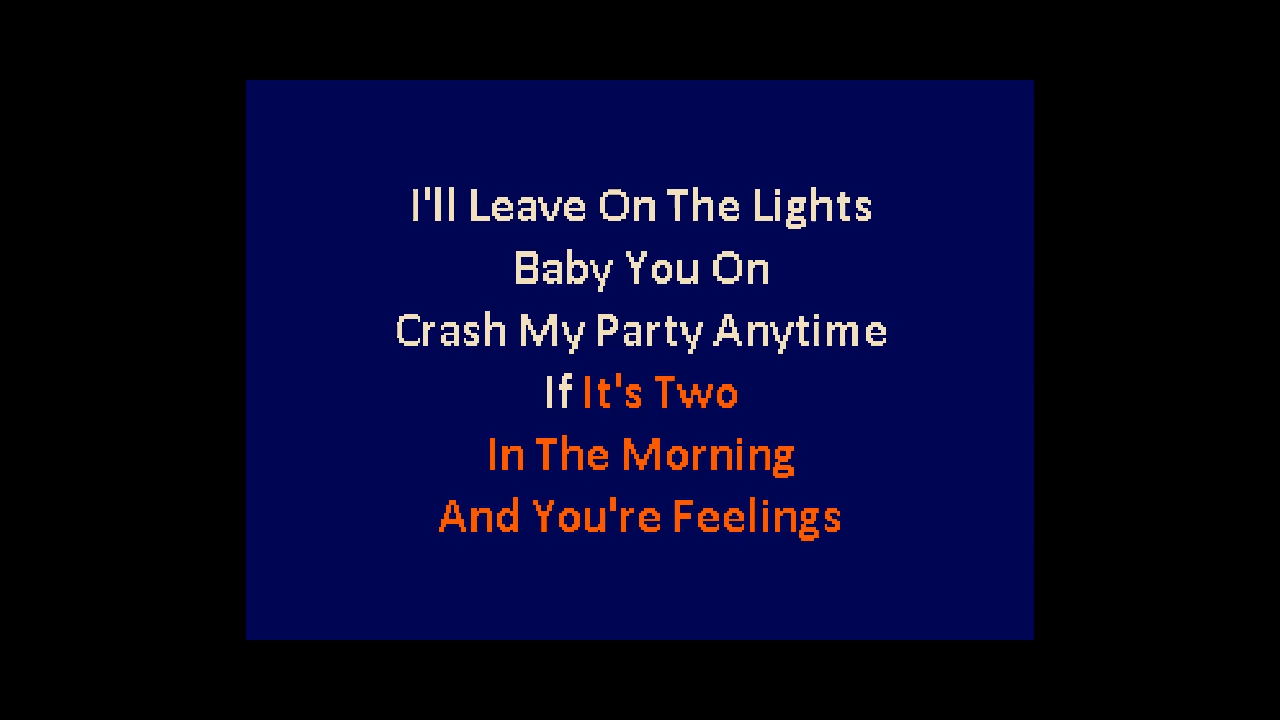 I'll Leave On The Lights
Baby You On
Crash My Party Anytime
If It's Two
In The Morning
And You're Feelings